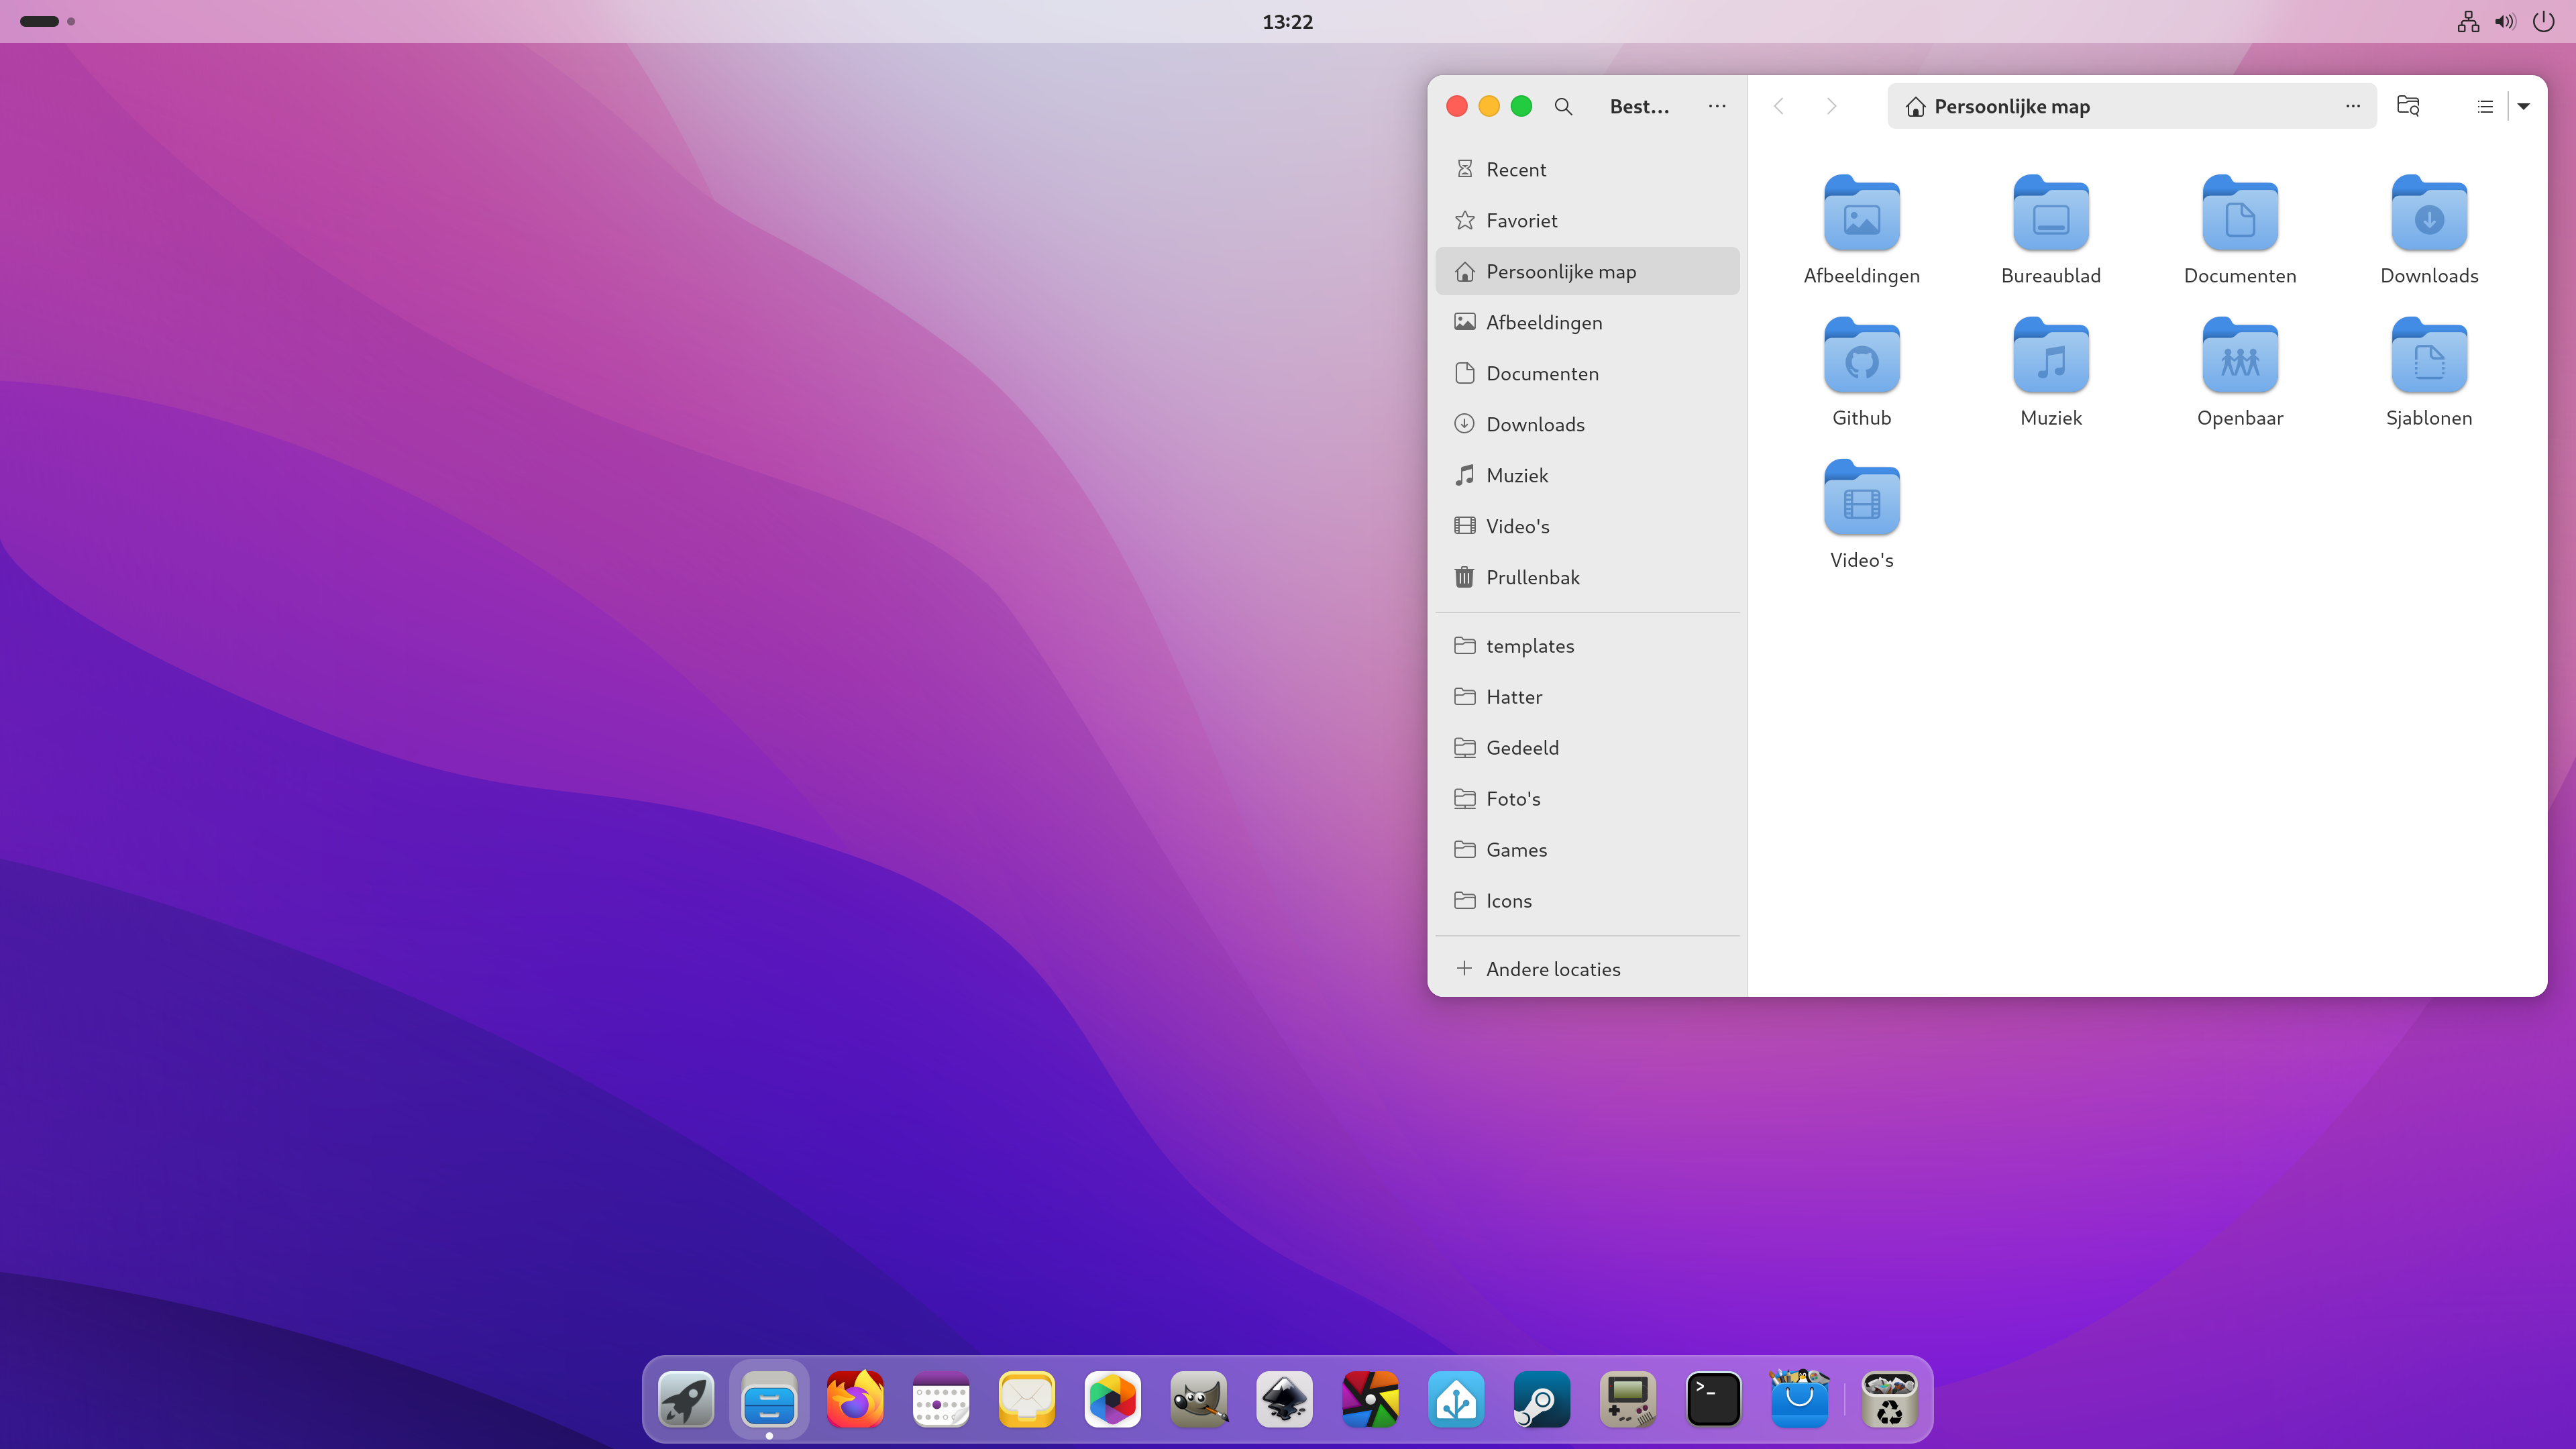 13:22
Best...
Persoonlijke map
Recent
Favoriet
Persoonlijke map
Afbeeldingen
Documenten
Downloads
Muziek
Video's
Prullenbak
templates
Hatter
Gedeeld
Foto's
Games
Icons
Andere locaties
Afbeeldingen
Bureaublad
Documenten
Downloads
Github
Muziek
Openbaar
Sjablonen
Video's
>_